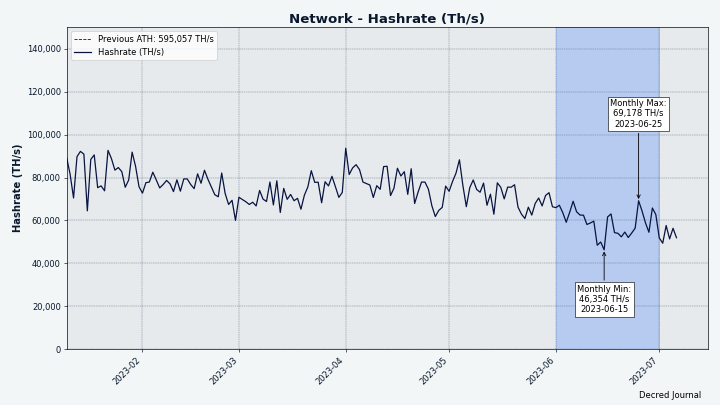 Network - Hashrate (Th/s)
Previous ATH: 595,057 TH/s
Hashrate (TH/s)
Hashrate (TH/s)
140,000
120,000
100,000
80,000
60,000
40,000
20,000
0
Monthly Max:
69,178 TH/s
2023-06-25
Monthly Min:
46,354 TH/s
2023-06-15
2023-02
2023-03
2023-04
2023-05
2023-06
2023-07
Decred Journal